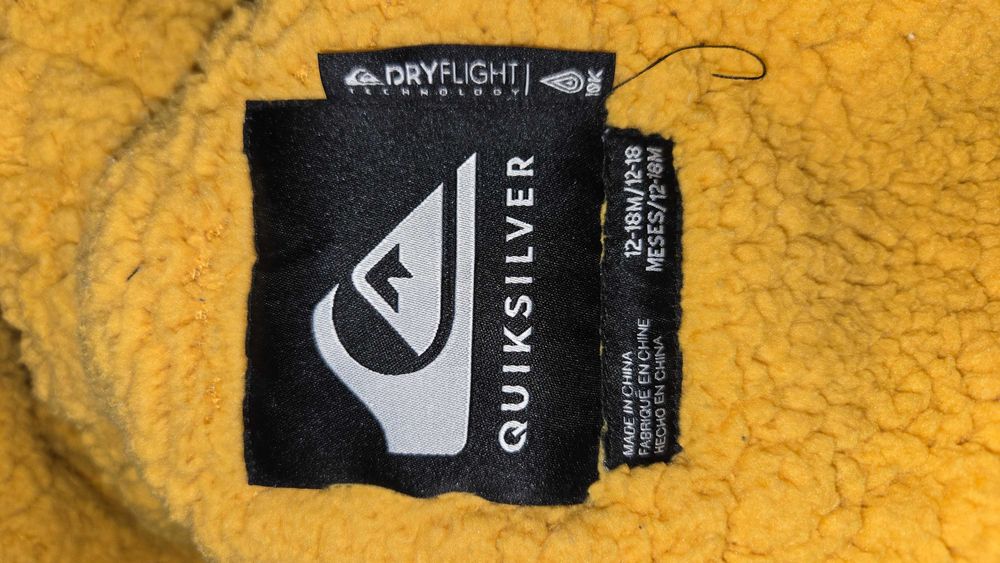 DRYFLIGHT
TECHNOLOGY
10K
QUIKSILVER
12-18M/12-18
MESES/12-18M
MADE IN CHINA
FABRIQUÉ EN CHINE
HECHO EN CHINA